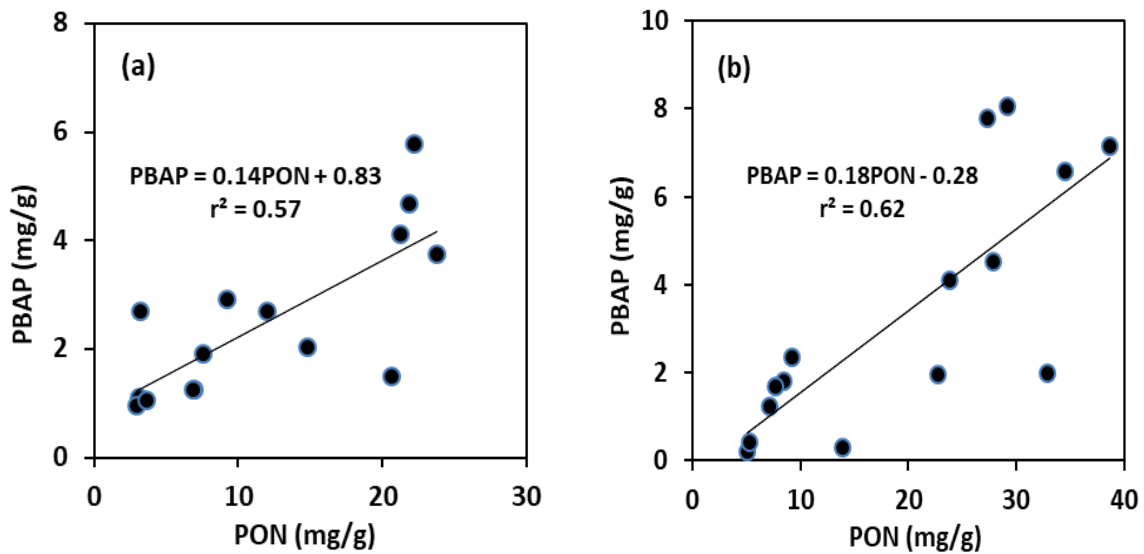 8
6
4
2
0
PBAP (mg/g)
(a)
PBAP = 0.14PON + 0.83
r² = 0.57
0 10 20 30
PON (mg/g)
10
8
6
4
2
0
PBAP (mg/g)
(b)
PBAP = 0.18PON - 0.28
r² = 0.62
0 10 20 30 40
PON (mg/g)